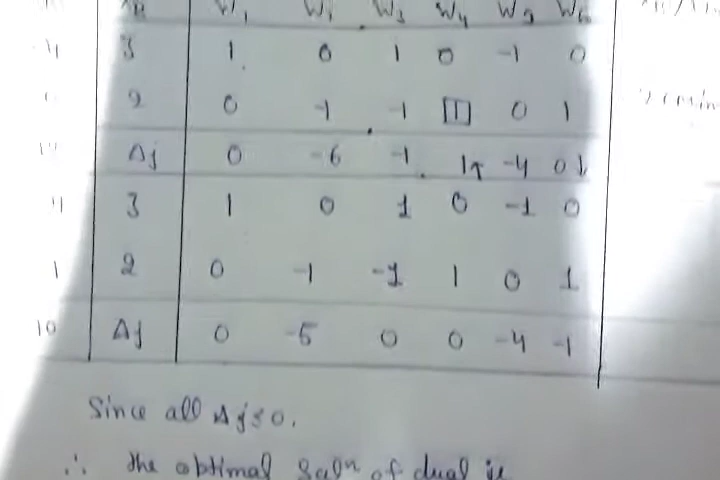 W₁ W₂ W₃ W₄ W₅ W₆
3 1 0 1 0 -1 0
2 0 -1 -1 1 0 1
Δj 0 -6 -1 1↑ -4 0↓
4 3 1 0 1 0 -1 0
1 2 0 -1 -1 1 0 1
10 Δj 0 -5 0 0 -4 -1
Since all Δj≤0.
∴ the optimal Solⁿ of dual is